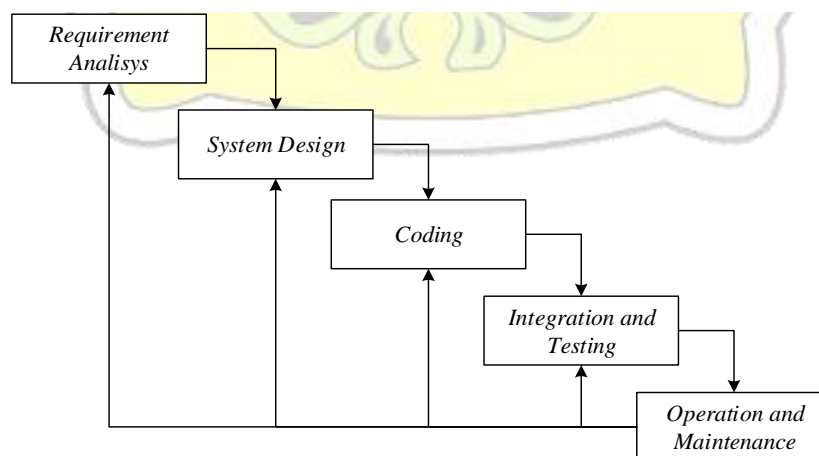 Requirement
Analisys
System Design
Coding
Integration and
Testing
Operation and
Maintenance